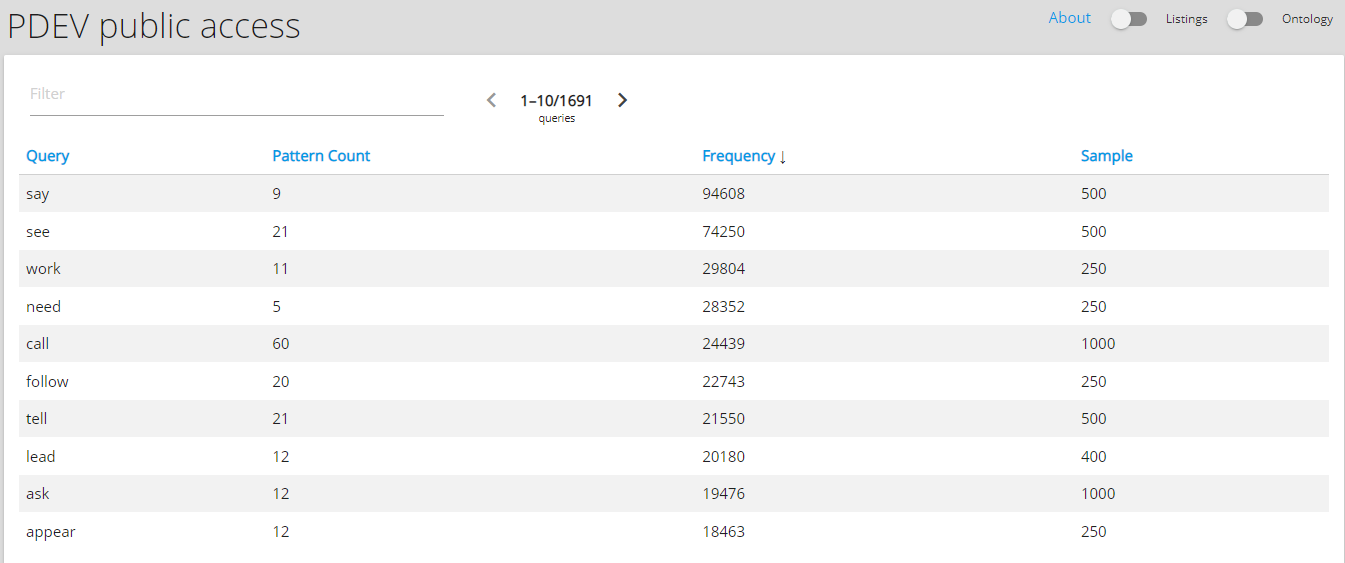 PDEV public access
About Listings Ontology
Filter
1–10/1691
queries
Query Pattern Count Frequency ↓ Sample
say 9 94608 500
see 21 74250 500
work 11 29804 250
need 5 28352 250
call 60 24439 1000
follow 20 22743 250
tell 21 21550 500
lead 12 20180 400
ask 12 19476 1000
appear 12 18463 250